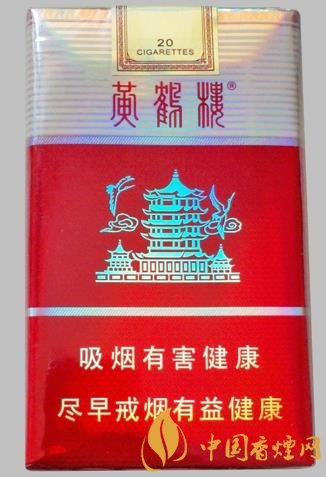 20
CIGARETTES
黄鹤楼®
吸烟有害健康
尽早戒烟有益健康
中国香烟网